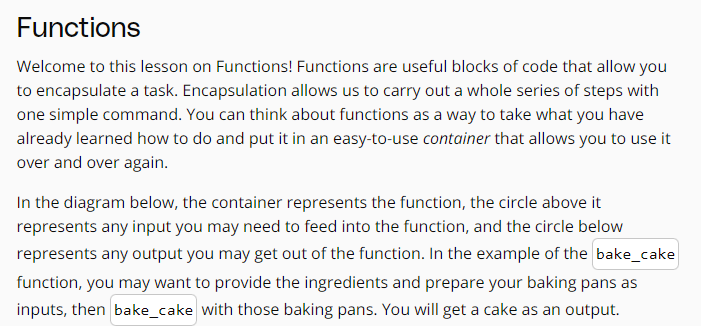 Functions
Welcome to this lesson on Functions! Functions are useful blocks of code that allow you
to encapsulate a task. Encapsulation allows us to carry out a whole series of steps with
one simple command. You can think about functions as a way to take what you have
already learned how to do and put it in an easy-to-use container that allows you to use it
over and over again.
In the diagram below, the container represents the function, the circle above it
represents any input you may need to feed into the function, and the circle below
represents any output you may get out of the function. In the example of the bake_cake
function, you may want to provide the ingredients and prepare your baking pans as
inputs, then bake_cake with those baking pans. You will get a cake as an output.